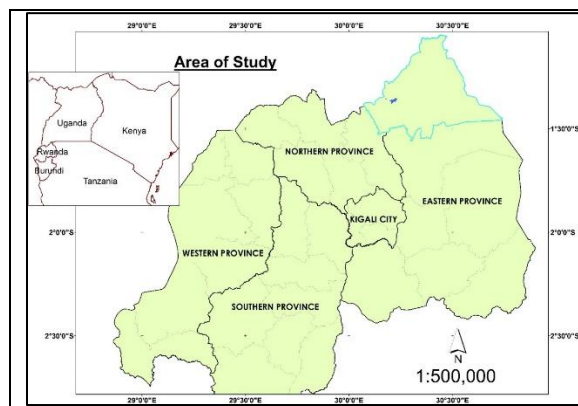 29°0'0"E 29°30'0"E 30°0'0"E 30°30'0"E
Area of Study
Uganda
Kenya
Rwanda
Burundi
Tanzania
1°30'0"S
1°30'0"S
NORTHERN PROVINCE
KIGALI CITY
EASTERN PROVINCE
2°0'0"S
2°0'0"S
WESTERN PROVINCE
SOUTHERN PROVINCE
2°30'0"S
2°30'0"S
N
1:500,000
29°0'0"E 29°30'0"E 30°0'0"E 30°30'0"E